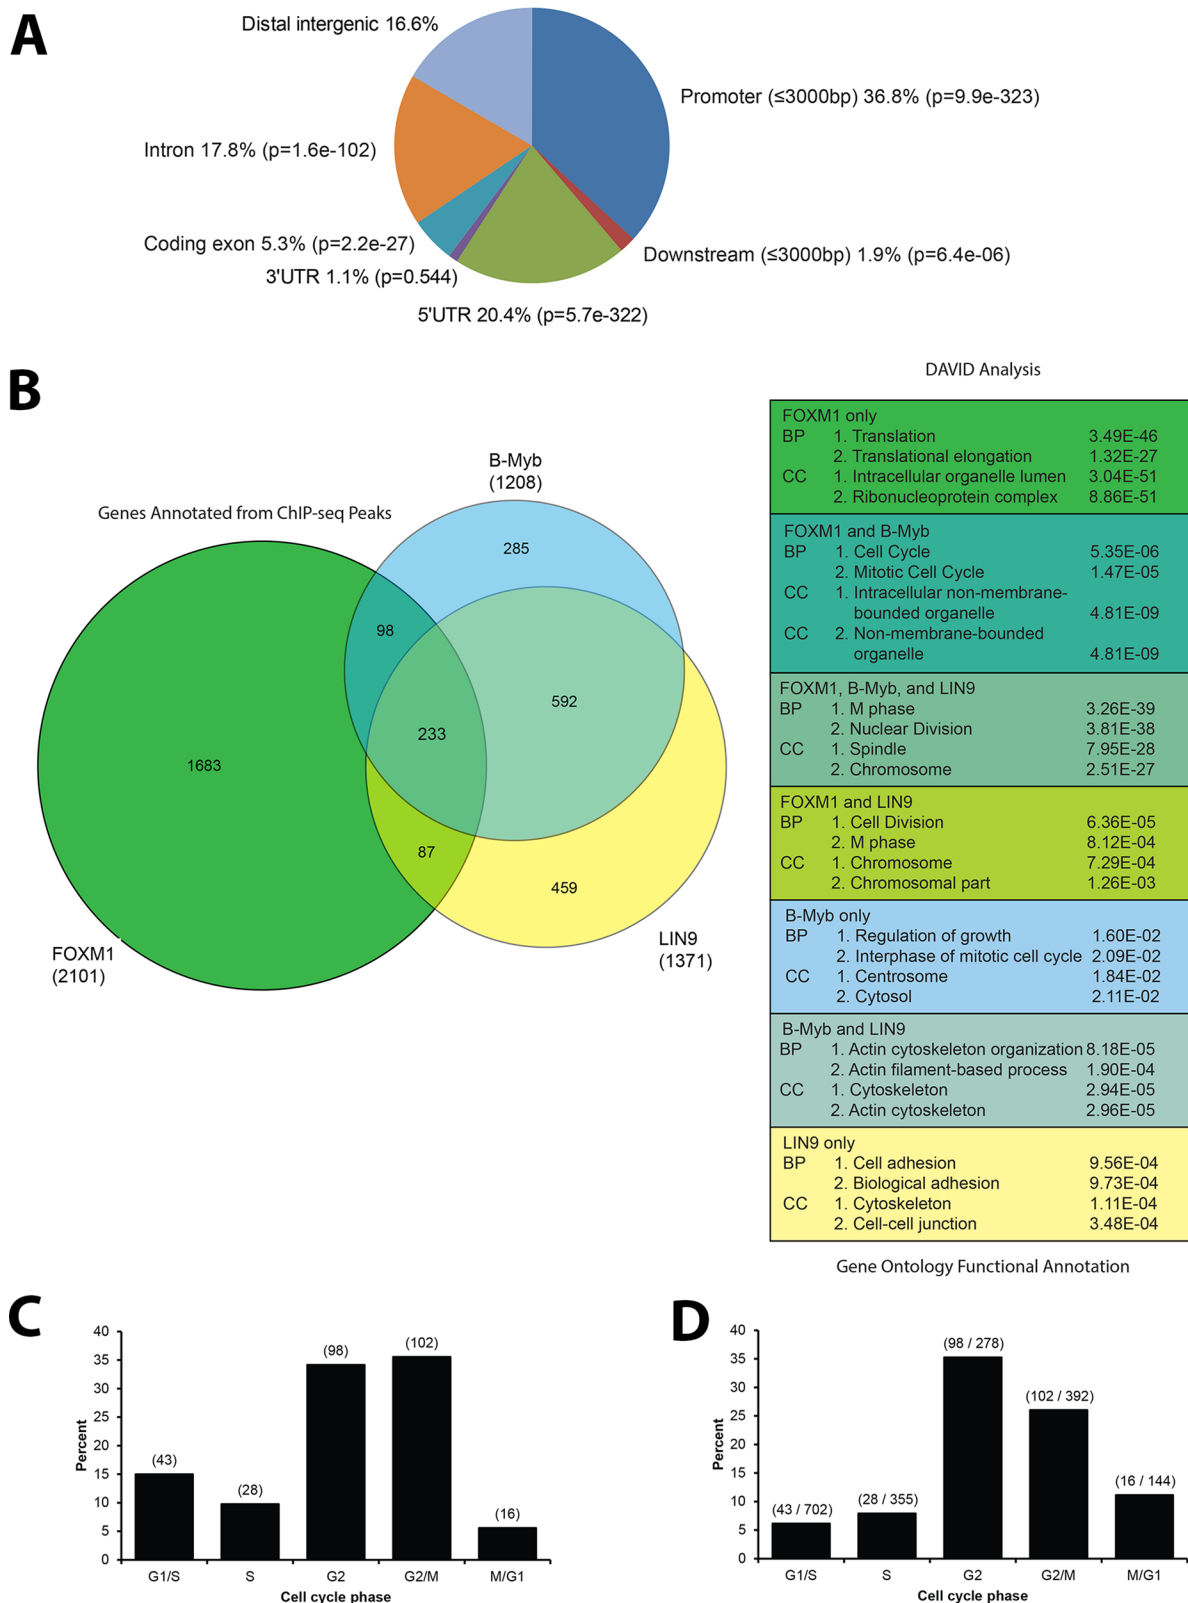 A
Distal intergenic 16.6%
Promoter (≤3000bp) 36.8% (p=9.9e-323)
Intron 17.8% (p=1.6e-102)
Coding exon 5.3% (p=2.2e-27)
Downstream (≤3000bp) 1.9% (p=6.4e-06)
3'UTR 1.1% (p=0.544)
5'UTR 20.4% (p=5.7e-322)
B
Genes Annotated from ChIP-seq Peaks
B-Myb
(1208)
285
98
592
233
1683
87
459
FOXM1
(2101)
LIN9
(1371)
DAVID Analysis
FOXM1 only
BP 1. Translation 3.49E-46
2. Translational elongation 1.32E-27
CC 1. Intracellular organelle lumen 3.04E-51
2. Ribonucleoprotein complex 8.86E-51
FOXM1 and B-Myb
BP 1. Cell Cycle 5.35E-06
2. Mitotic Cell Cycle 1.47E-05
CC 1. Intracellular non-membrane-
bounded organelle 4.81E-09
CC 2. Non-membrane-bounded
organelle 4.81E-09
FOXM1, B-Myb, and LIN9
BP 1. M phase 3.26E-39
2. Nuclear Division 3.81E-38
CC 1. Spindle 7.95E-28
2. Chromosome 2.51E-27
FOXM1 and LIN9
BP 1. Cell Division 6.36E-05
2. M phase 8.12E-04
CC 1. Chromosome 7.29E-04
2. Chromosomal part 1.26E-03
B-Myb only
BP 1. Regulation of growth 1.60E-02
2. Interphase of mitotic cell cycle 2.09E-02
CC 1. Centrosome 1.84E-02
2. Cytosol 2.11E-02
B-Myb and LIN9
BP 1. Actin cytoskeleton organization 8.18E-05
2. Actin filament-based process 1.90E-04
CC 1. Cytoskeleton 2.94E-05
2. Actin cytoskeleton 2.96E-05
LIN9 only
BP 1. Cell adhesion 9.56E-04
2. Biological adhesion 9.73E-04
CC 1. Cytoskeleton 1.11E-04
2. Cell-cell junction 3.48E-04
Gene Ontology Functional Annotation
C
Percent
40
35
30
25
20
15
10
5
0
(43)
(28)
(98)
(102)
(16)
G1/S S G2 G2/M M/G1
Cell cycle phase
D
Percent
40
35
30
25
20
15
10
5
0
(43 / 702)
(28 / 355)
(98 / 278)
(102 / 392)
(16 / 144)
G1/S S G2 G2/M M/G1
Cell cycle phase